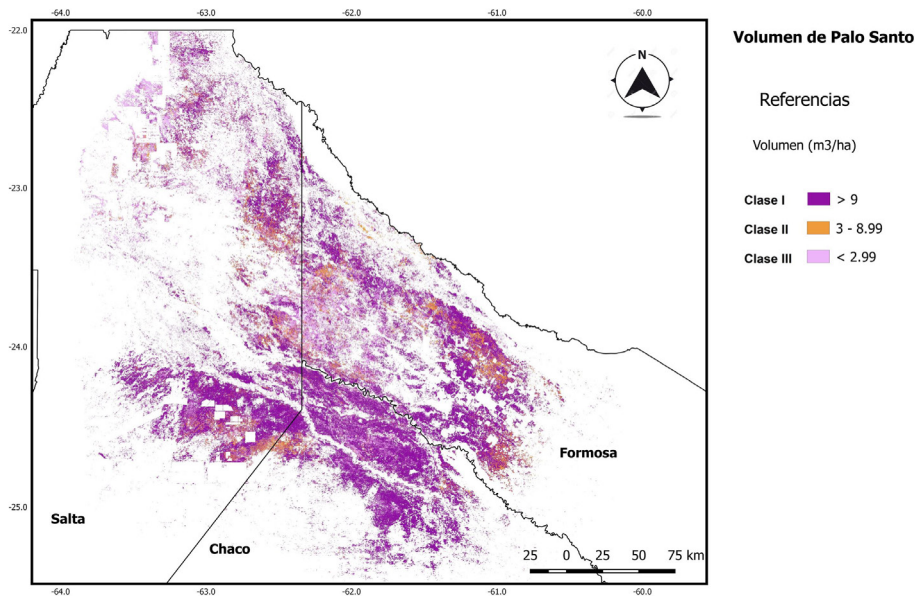 -64.0 -63.0 -62.0 -61.0 -60.0
-22.0
-23.0
-24.0
-25.0
N
Formosa
Salta
Chaco
25 0 25 50 75 km
-64.0 -63.0 -62.0 -61.0 -60.0
Volumen de Palo Santo
Referencias
Volumen (m3/ha)
Clase I > 9
Clase II 3 - 8.99
Clase III < 2.99